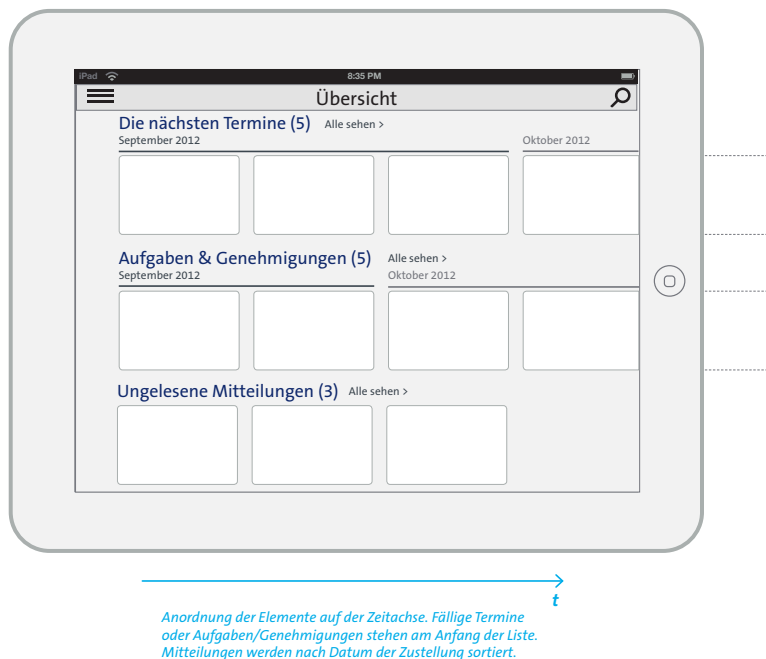 iPad 8:35 PM
Übersicht
Die nächsten Termine (5) Alle sehen >
September 2012 Oktober 2012
Aufgaben & Genehmigungen (5) Alle sehen >
September 2012 Oktober 2012
Ungelesene Mitteilungen (3) Alle sehen >
t
Anordnung der Elemente auf der Zeitachse. Fällige Termine
oder Aufgaben/Genehmigungen stehen am Anfang der Liste.
Mitteilungen werden nach Datum der Zustellung sortiert.